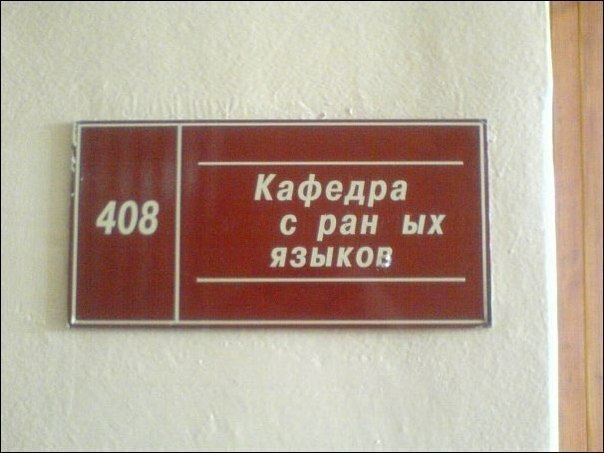 408
Кафедра
с ран ых
языков